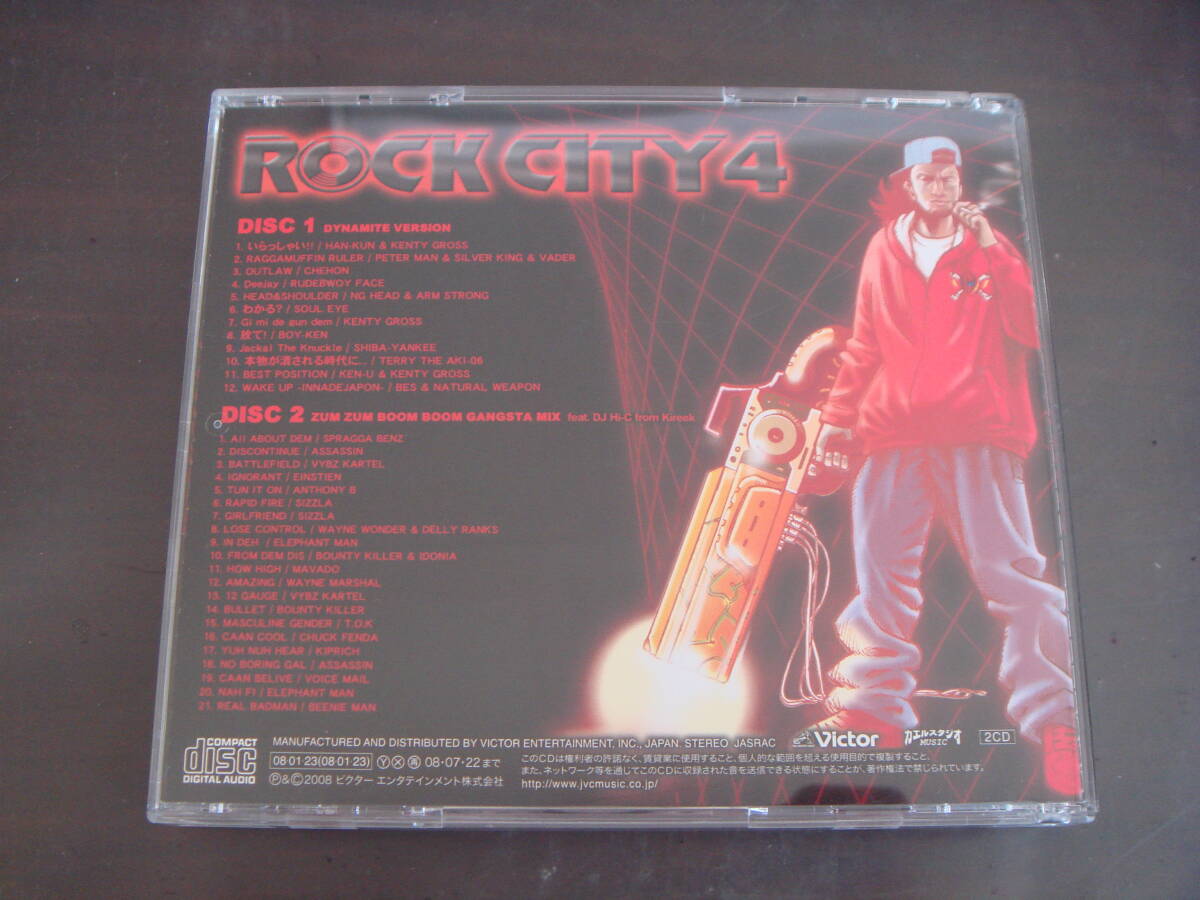 ROCK CITY 4
DISC 1 DYNAMITE VERSION
1. いらっしゃい!! / HAN-KUN & KENTY GROSS
2. RAGGAMUFFIN RULER / PETER MAN & SILVER KING & VADER
3. OUTLAW / CHEHON
4. Deejay / RUDEBWOY FACE
5. HEAD&SHOULDER / NG HEAD & ARM STRONG
6. わかる? / SOUL EYE
7. Gi mi de gun dem / KENTY GROSS
8. 放て! / BOY-KEN
9. Jackal The Knuckle / SHIBA-YANKEE
10. 本物が潰される時代に... / TERRY THE AKI-06
11. BEST POSITION / KEN-U & KENTY GROSS
12. WAKE UP -INNADEJAPON- / BES & NATURAL WEAPON
DISC 2 ZUM ZUM BOOM BOOM GANGSTA MIX feat. DJ Hi-C from Kireek
1. All ABOUT DEM / SPRAGGA BENZ
2. DISCONTINUE / ASSASSIN
3. BATTLEFIELD / VYBZ KARTEL
4. IGNORANT / EINSTIEN
5. TUN IT ON / ANTHONY B
6. RAPID FIRE / SIZZLA
7. GIRLFRIEND / SIZZLA
8. LOSE CONTROL / WAYNE WONDER & DELLY RANKS
9. IN DEH / ELEPHANT MAN
10. FROM DEM DIS / BOUNTY KILLER & IDONIA
11. HOW HIGH / MAVADO
12. AMAZING / WAYNE MARSHAL
13. 12 GAUGE / VYBZ KARTEL
14. BULLET / BOUNTY KILLER
15. MASCULINE GENDER / T.O.K
16. CAAN COOL / CHUCK FENDA
17. YUH NUH HEAR / KIPRICH
18. NO BORING GAL / ASSASSIN
19. CAAN BELIVE / VOICE MAIL
20. NAH FI / ELEPHANT MAN
21. REAL BADMAN / BEENIE MAN
COMPACT disc DIGITAL AUDIO
MANUFACTURED AND DISTRIBUTED BY VICTOR ENTERTAINMENT, INC., JAPAN. STEREO JASRAC
Victor カエルスタジオ MUSIC 2CD
08·01·23(08·01·23) Ⓨ Ⓧ 再 08·07·22まで
Ⓟ&©2008 ビクター エンタテインメント株式会社
このCDは権利者の許諾なく、賃貸業に使用すること、個人的な範囲を超える使用目的で複製すること、
また、ネットワーク等を通じてこのCDに収録された音を送信できる状態にすることが、著作権法で禁じられています。
http://www.jvcmusic.co.jp/